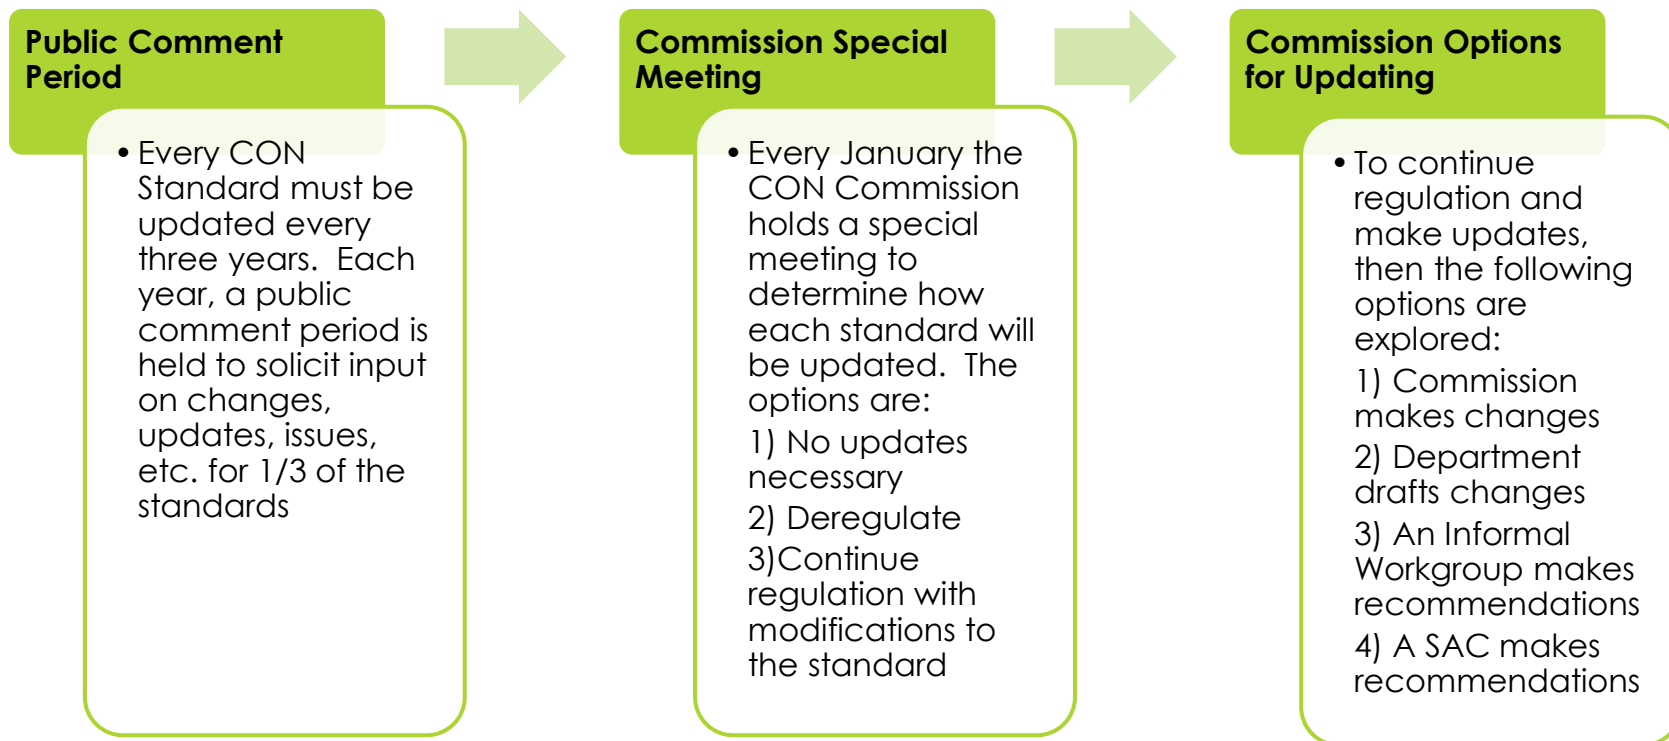 Public Comment
Period
• Every CON
Standard must be
updated every
three years.  Each
year, a public
comment period is
held to solicit input
on changes,
updates, issues,
etc. for 1/3 of the
standards
Commission Special
Meeting
• Every January the
CON Commission
holds a special
meeting to
determine how
each standard will
be updated.  The
options are:
1) No updates
necessary
2) Deregulate
3)Continue
regulation with
modifications to
the standard
Commission Options
for Updating
• To continue
regulation and
make updates,
then the following
options are
explored:
1) Commission
makes changes
2) Department
drafts changes
3) An Informal
Workgroup makes
recommendations
4) A SAC makes
recommendations